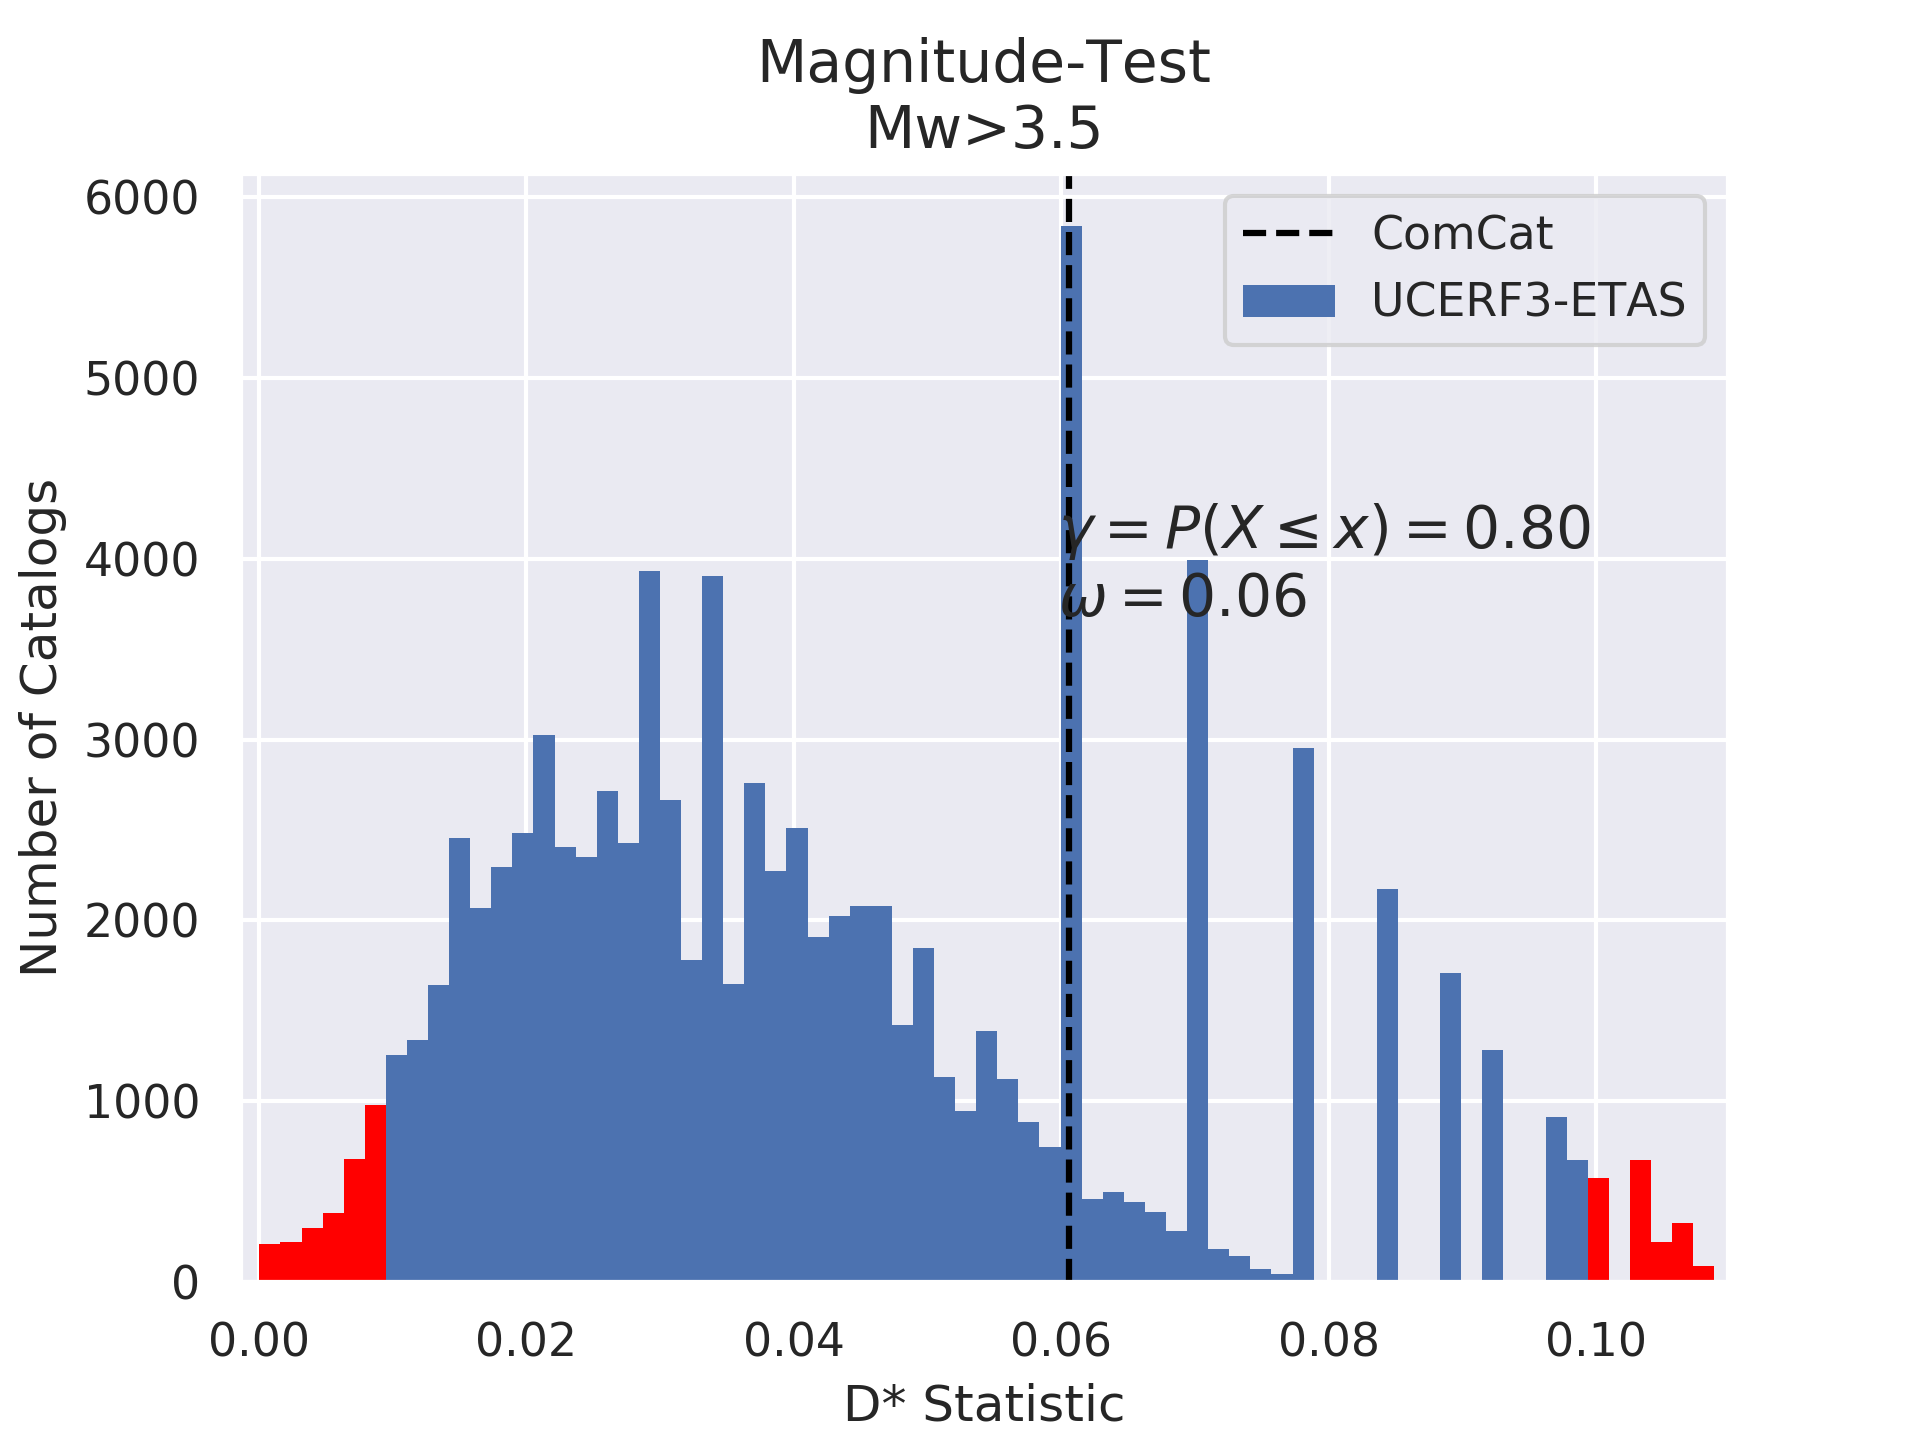 Magnitude-Test
Mw>3.5
6000
5000
4000
3000
2000
1000
0
Number of Catalogs
ComCat
UCERF3-ETAS
γ = P(X ≤ x) = 0.80
ω = 0.06
0.00 0.02 0.04 0.06 0.08 0.10
D* Statistic